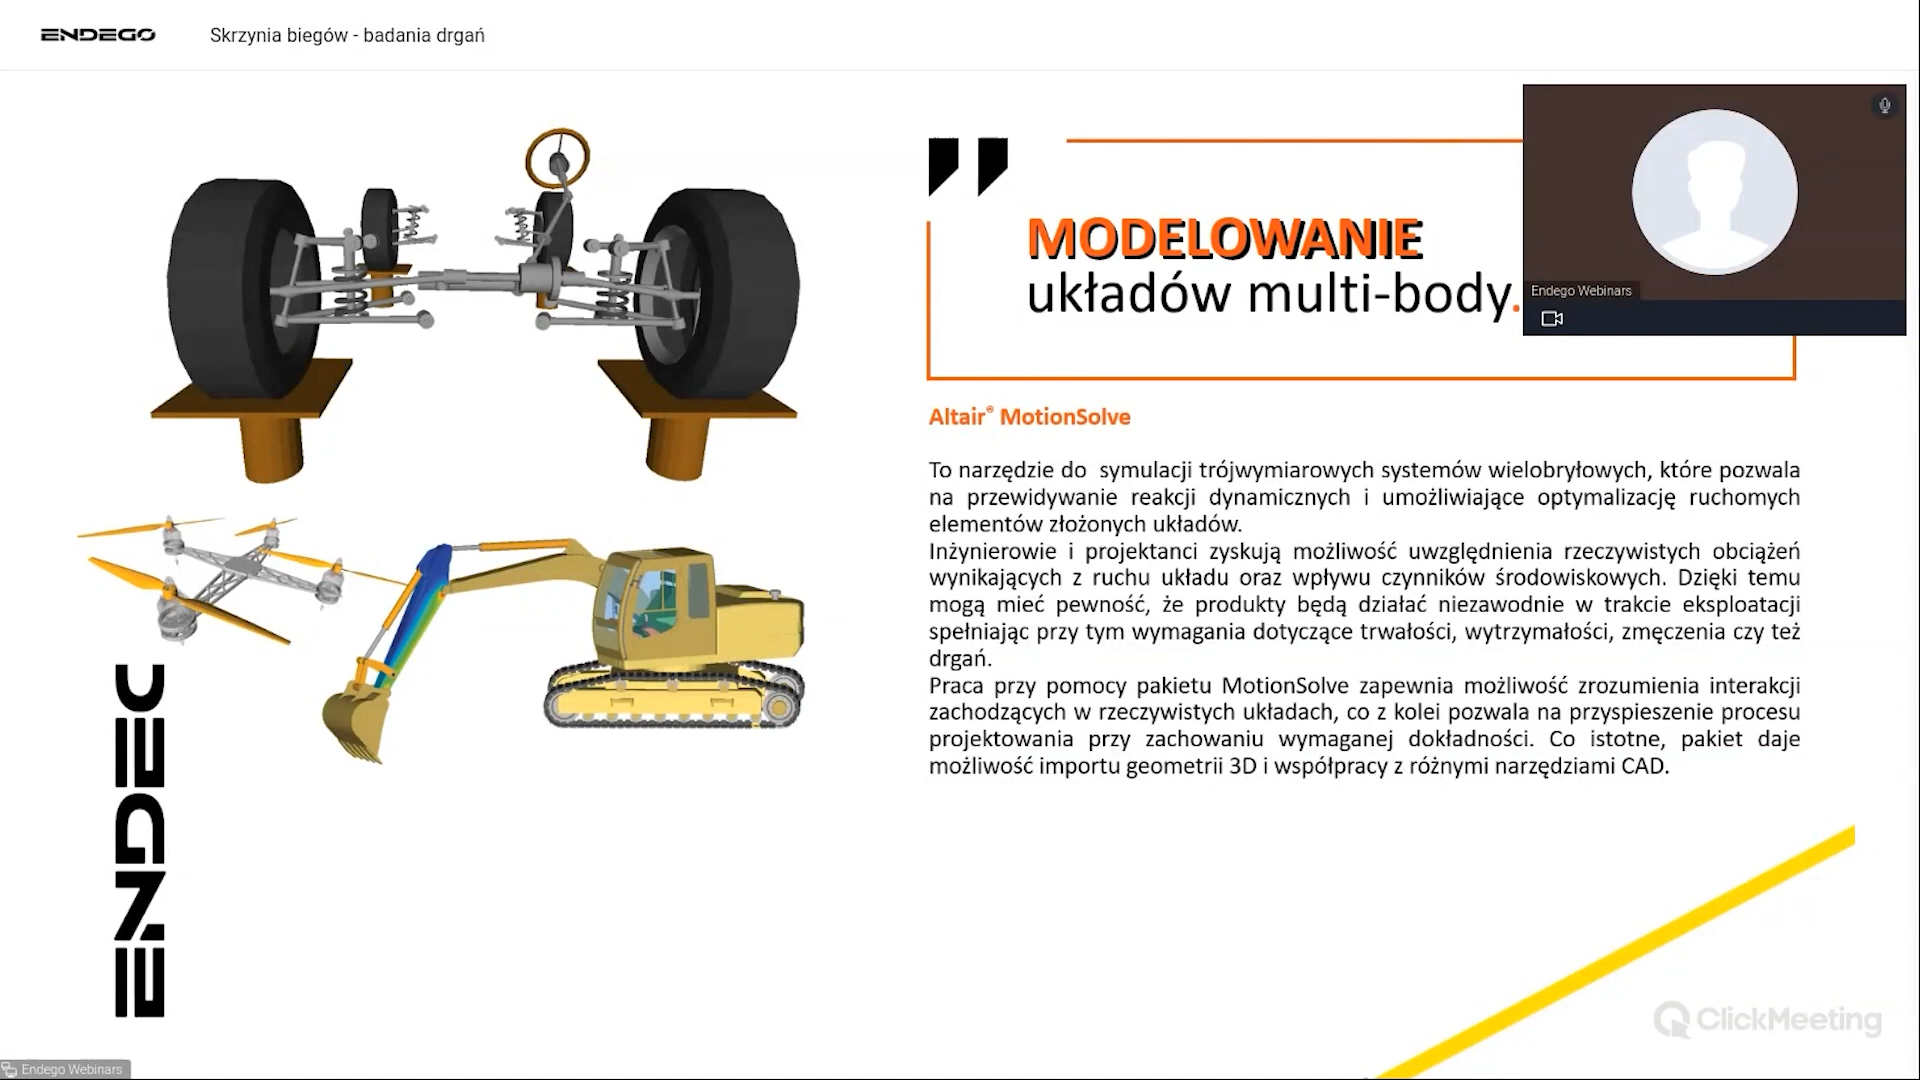 ENDEGO
Skrzynia biegów - badania drgań
MODELOWANIE
układów multi-body.
Endego Webinars
Altair® MotionSolve
To narzędzie do symulacji trójwymiarowych systemów wielobryłowych, które pozwala
na przewidywanie reakcji dynamicznych i umożliwiające optymalizację ruchomych
elementów złożonych układów.
Inżynierowie i projektanci zyskują możliwość uwzględnienia rzeczywistych obciążeń
wynikających z ruchu układu oraz wpływu czynników środowiskowych. Dzięki temu
mogą mieć pewność, że produkty będą działać niezawodnie w trakcie eksploatacji
spełniając przy tym wymagania dotyczące trwałości, wytrzymałości, zmęczenia czy też
drgań.
Praca przy pomocy pakietu MotionSolve zapewnia możliwość zrozumienia interakcji
zachodzących w rzeczywistych układach, co z kolei pozwala na przyspieszenie procesu
projektowania przy zachowaniu wymaganej dokładności. Co istotne, pakiet daje
możliwość importu geometrii 3D i współpracy z różnymi narzędziami CAD.
ENDEC
ClickMeeting
Endego Webinars